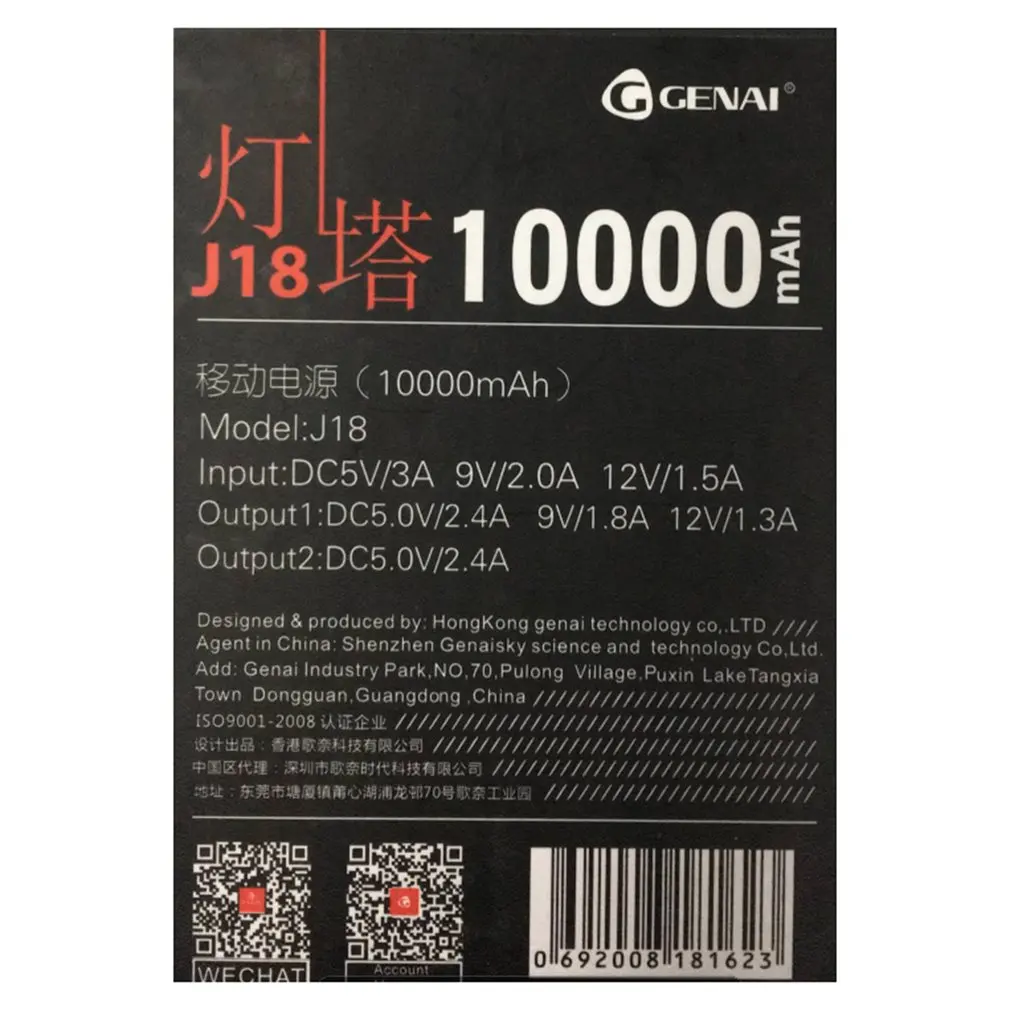 GENAI®
灯塔
J18
10000mAh
移动电源（10000mAh）
Model:J18
Input:DC5V/3A 9V/2.0A 12V/1.5A
Output1:DC5.0V/2.4A 9V/1.8A 12V/1.3A
Output2:DC5.0V/2.4A
Designed & produced by: HongKong genai technology co,.LTD ////
Agent in China: Shenzhen Genaisky science and technology Co,Ltd.
Add: Genai Industry Park,NO,70,Pulong Village,Puxin LakeTangxia
Town Dongguan,Guangdong ,China
ISO9001-2008 认证企业
设计出品：香港歌奈科技有限公司
中国区代理：深圳市歌奈时代科技有限公司
地址：东莞市塘厦镇莆心湖浦龙邨70号歌奈工业园
WECHAT
Account
0 692008 181623